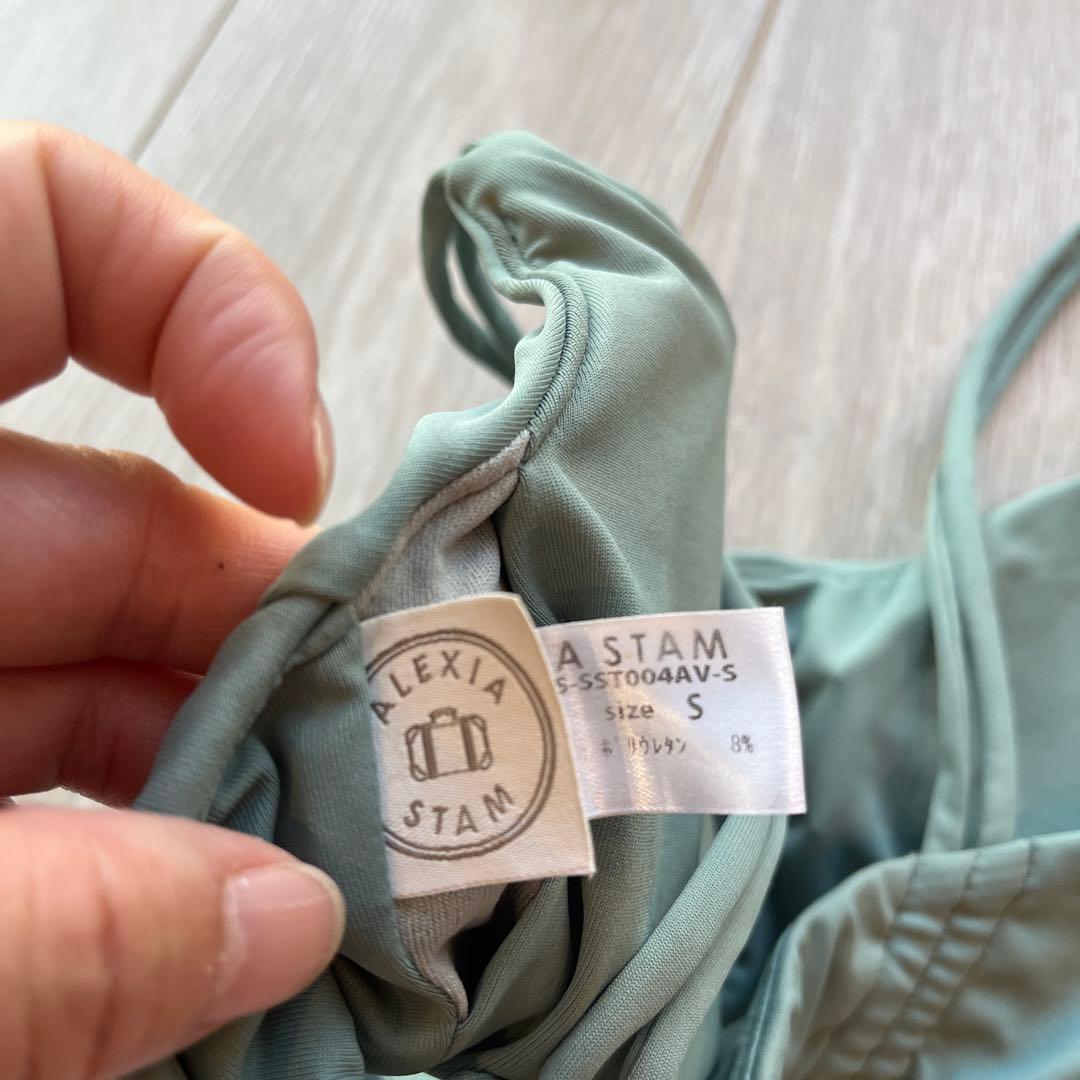 ALEXIA
STAM
A STAM
S-SST004AV-S
size S
ポリウレタン 8%